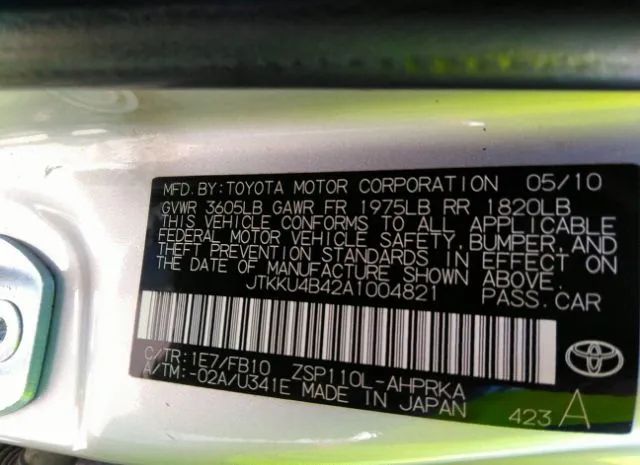 MFD. BY: TOYOTA MOTOR CORPORATION 05/10
GVWR 3605LB GAWR FR 1975LB RR 1820LB
THIS VEHICLE CONFORMS TO ALL APPLICABLE
FEDERAL MOTOR VEHICLE SAFETY, BUMPER, AND
THEFT PREVENTION STANDARDS IN EFFECT ON
THE DATE OF MANUFACTURE SHOWN ABOVE.
JTKKU4B42A1004821 PASS. CAR
C/TR: 1E7/FB10 ZSP110L-AHPRKA
A/TM: -02A/U341E MADE IN JAPAN
423 A